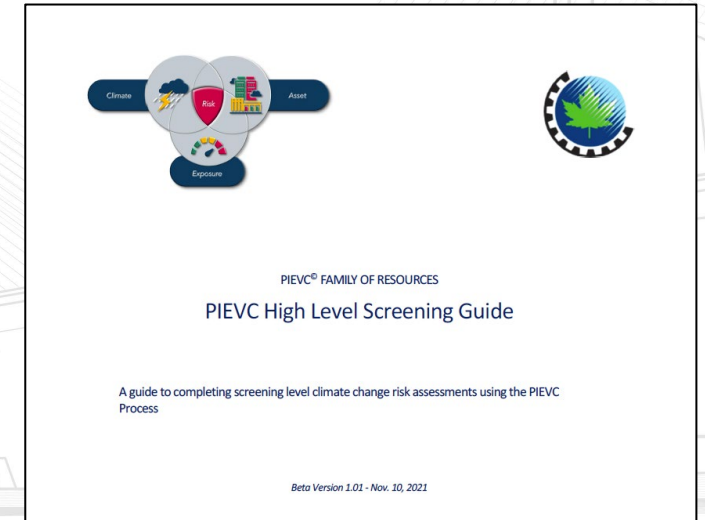 Climate
Risk
Asset
Exposure
PIEVC© FAMILY OF RESOURCES
PIEVC High Level Screening Guide
A guide to completing screening level climate change risk assessments using the PIEVC
Process
Beta Version 1.01 - Nov. 10, 2021